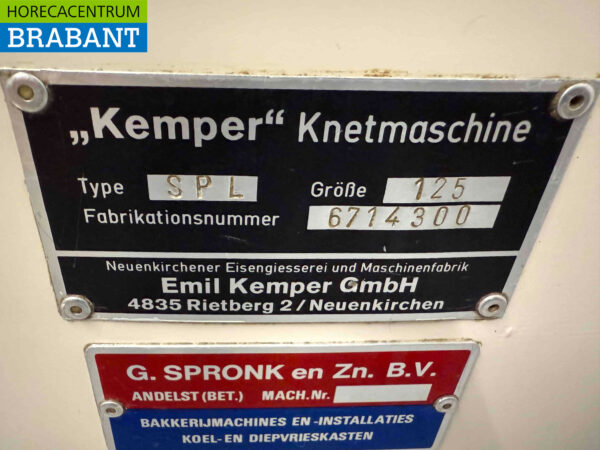 HORECACENTRUM
BRABANT
„Kemper“ Knetmaschine
Type SPL Größe 125
Fabrikationsnummer 6714300
Neuenkirchener Eisengiesserei und Maschinenfabrik
Emil Kemper GmbH
4835 Rietberg 2/Neuenkirchen
G. SPRONK en Zn. B.V.
ANDELST (BET.) MACH.Nr.
BAKKERIJMACHINES EN -INSTALLATIES
KOEL- EN DIEPVRIESKASTEN